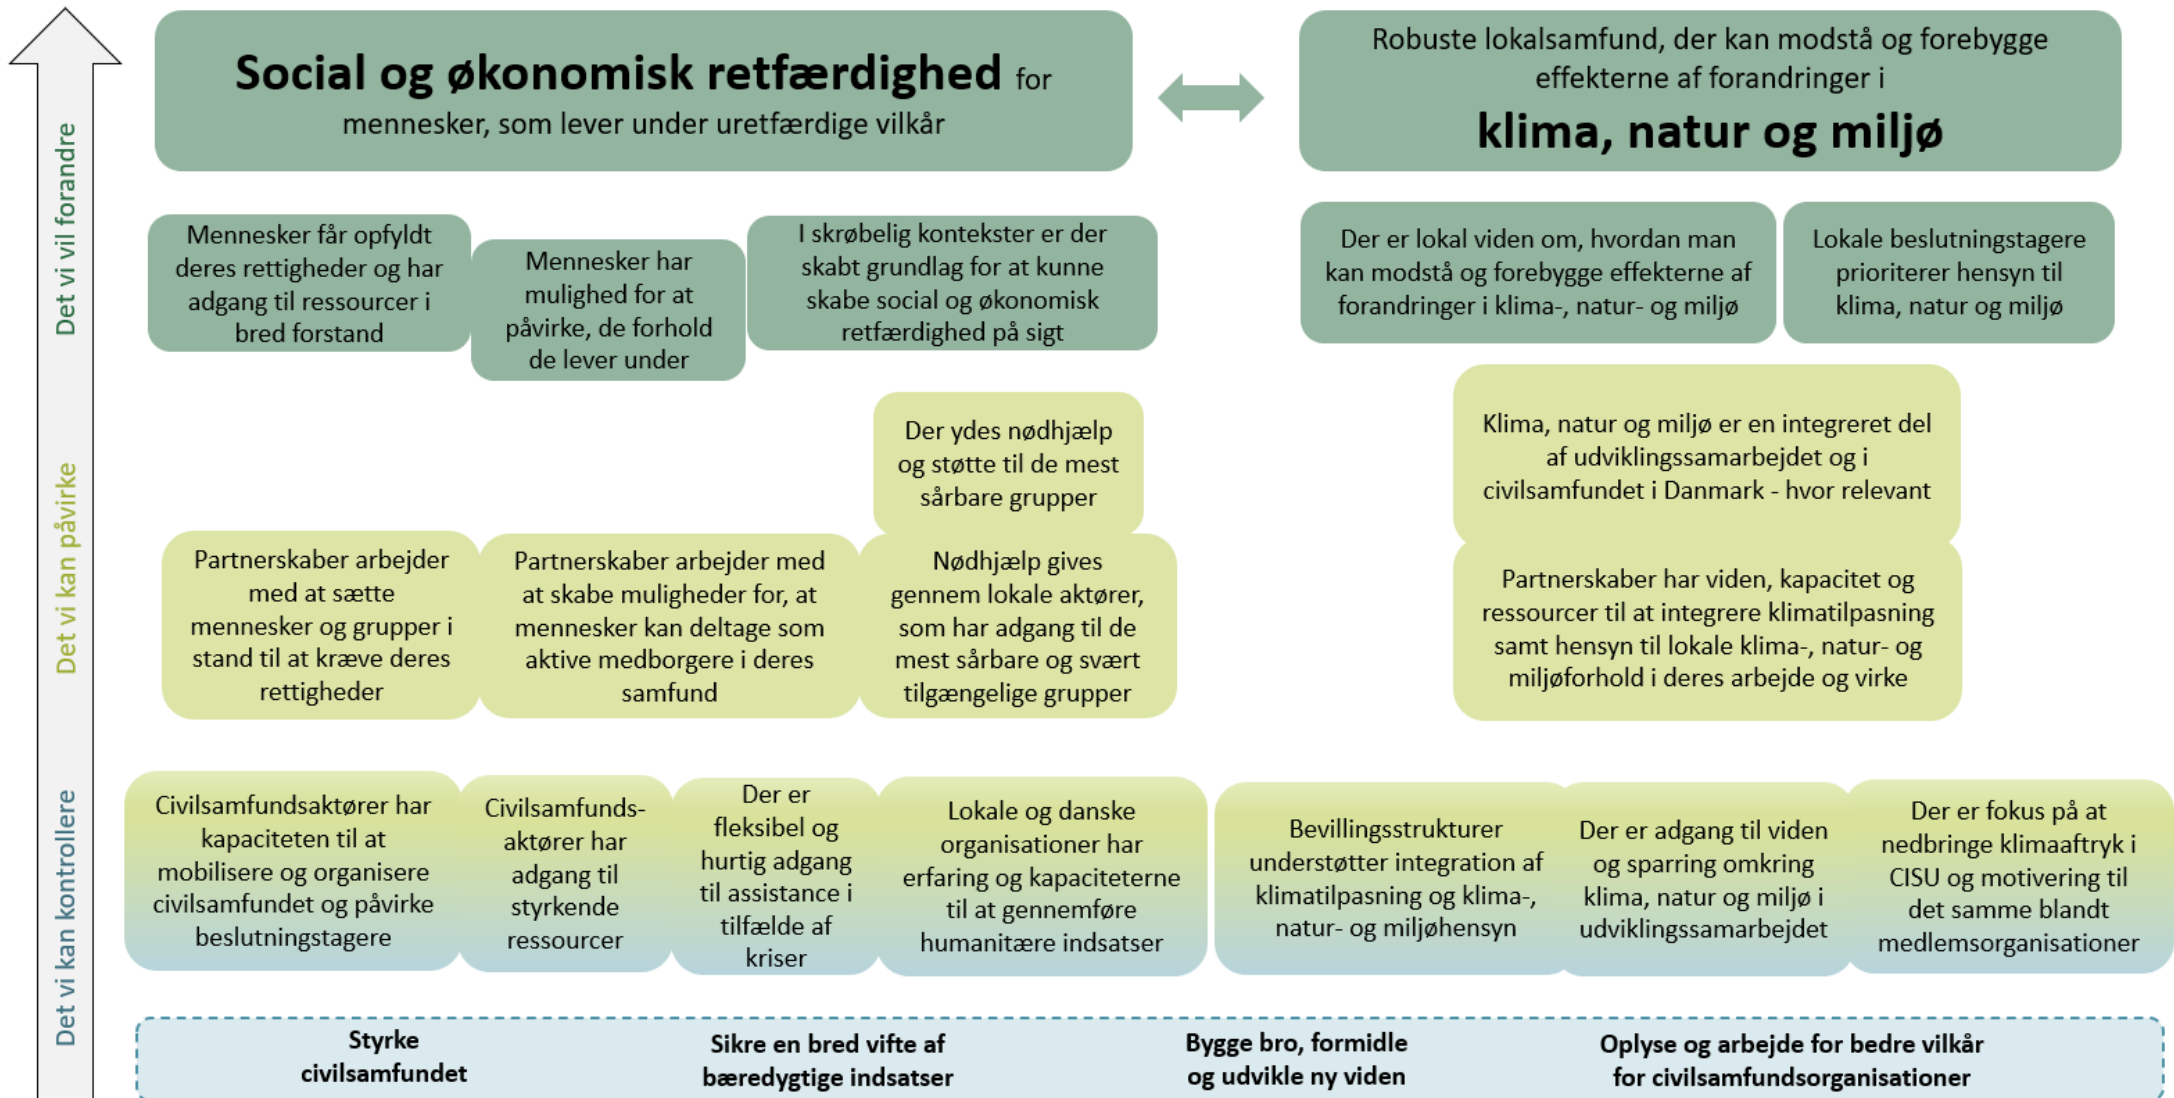 Det vi vil forandre
Det vi kan påvirke
Det vi kan kontrollere
Social og økonomisk retfærdighed for
mennesker, som lever under uretfærdige vilkår
Robuste lokalsamfund, der kan modstå og forebygge
effekterne af forandringer i
klima, natur og miljø
Mennesker får opfyldt
deres rettigheder og har
adgang til ressourcer i
bred forstand
Mennesker har
mulighed for at
påvirke, de forhold
de lever under
I skrøbelig kontekster er der
skabt grundlag for at kunne
skabe social og økonomisk
retfærdighed på sigt
Der er lokal viden om, hvordan man
kan modstå og forebygge effekterne af
forandringer i klima-, natur- og miljø
Lokale beslutningstagere
prioriterer hensyn til
klima, natur og miljø
Der ydes nødhjælp
og støtte til de mest
sårbare grupper
Klima, natur og miljø er en integreret del
af udviklingssamarbejdet og i
civilsamfundet i Danmark - hvor relevant
Partnerskaber arbejder
med at sætte
mennesker og grupper i
stand til at kræve deres
rettigheder
Partnerskaber arbejder med
at skabe muligheder for, at
mennesker kan deltage som
aktive medborgere i deres
samfund
Nødhjælp gives
gennem lokale aktører,
som har adgang til de
mest sårbare og svært
tilgængelige grupper
Partnerskaber har viden, kapacitet og
ressourcer til at integrere klimatilpasning
samt hensyn til lokale klima-, natur- og
miljøforhold i deres arbejde og virke
Civilsamfundsaktører har
kapaciteten til at
mobilisere og organisere
civilsamfundet og påvirke
beslutningstagere
Civilsamfunds-
aktører har
adgang til
styrkende
ressourcer
Der er
fleksibel og
hurtig adgang
til assistance i
tilfælde af
kriser
Lokale og danske
organisationer har
erfaring og kapaciteterne
til at gennemføre
humanitære indsatser
Bevillingsstrukturer
understøtter integration af
klimatilpasning og klima-,
natur- og miljøhensyn
Der er adgang til viden
og sparring omkring
klima, natur og miljø i
udviklingssamarbejdet
Der er fokus på at
nedbringe klimaaftryk i
CISU og motivering til
det samme blandt
medlemsorganisationer
Styrke
civilsamfundet
Sikre en bred vifte af
bæredygtige indsatser
Bygge bro, formidle
og udvikle ny viden
Oplyse og arbejde for bedre vilkår
for civilsamfundsorganisationer